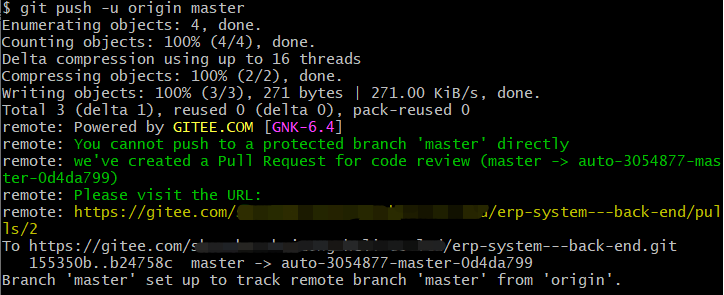 $ git push -u origin master
Enumerating objects: 4, done.
Counting objects: 100% (4/4), done.
Delta compression using up to 16 threads
Compressing objects: 100% (2/2), done.
Writing objects: 100% (3/3), 271 bytes | 271.00 KiB/s, done.
Total 3 (delta 1), reused 0 (delta 0), pack-reused 0
remote: Powered by GITEE.COM [GNK-6.4]
remote: You cannot push to a protected branch 'master' directly
remote: we've created a Pull Request for code review (master -> auto-3054877-mas
ter-0d4da799)
remote: Please visit the URL:
remote: https://gitee.com/ /erp-system---back-end/pul
ls/2
To https://gitee.com/ /erp-system---back-end.git
155350b..b24758c master -> auto-3054877-master-0d4da799
Branch 'master' set up to track remote branch 'master' from 'origin'.